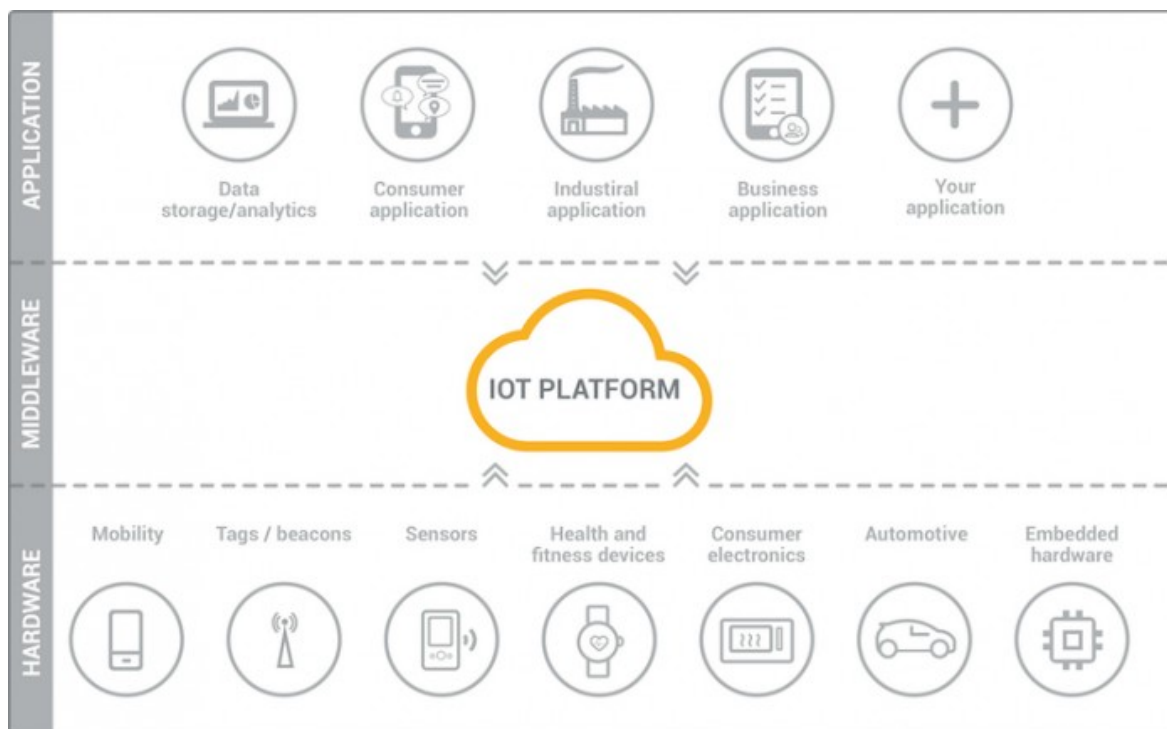 APPLICATION
Data
storage/analytics
Consumer
application
Industiral
application
Business
application
Your
application
MIDDLEWARE
IOT PLATFORM
HARDWARE
Mobility
Tags / beacons
Sensors
Health and
fitness devices
Consumer
electronics
Automotive
Embedded
hardware